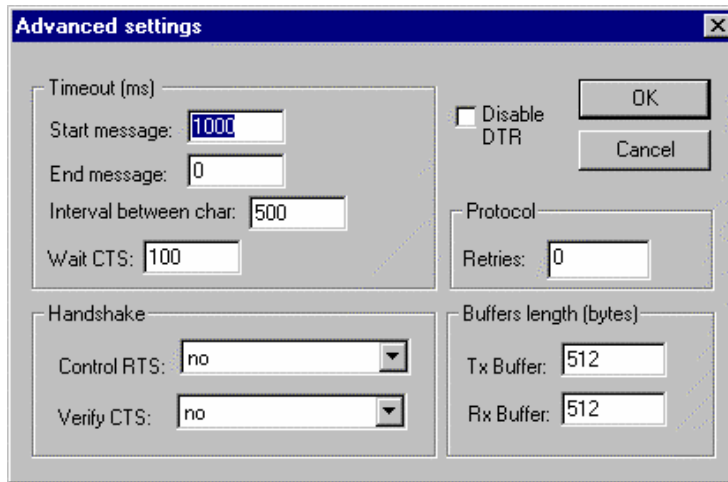 Advanced settings
Timeout (ms)
Start message: 1000
End message: 0
Interval between char: 500
Wait CTS: 100
Disable
DTR
OK
Cancel
Protocol
Retries: 0
Handshake
Control RTS: no
Verify CTS: no
Buffers length (bytes)
Tx Buffer: 512
Rx Buffer: 512